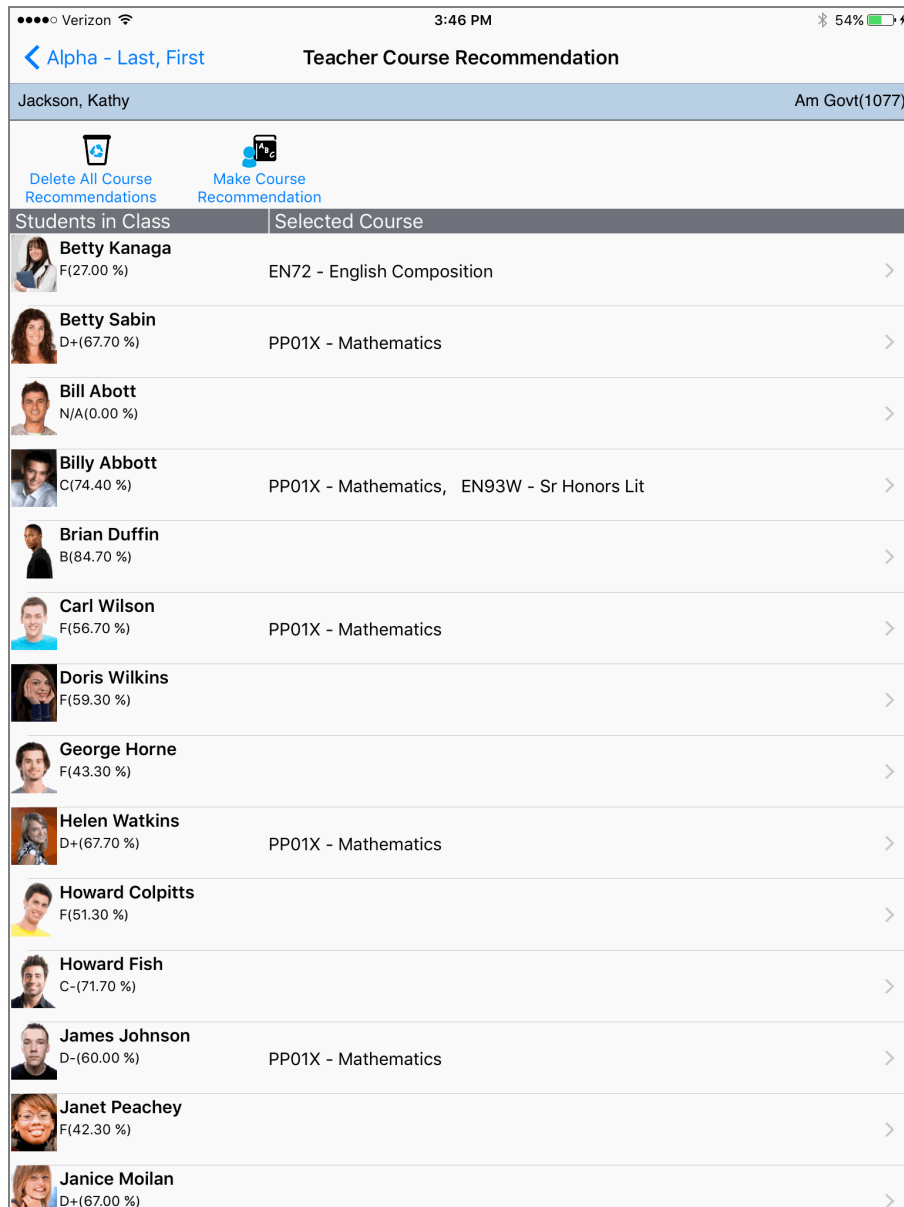 Verizon 3:46 PM 54%
Alpha - Last, First Teacher Course Recommendation
Jackson, Kathy Am Govt(1077)
ABC
Delete All Course Recommendations
Make Course Recommendation
Students in Class Selected Course
Betty Kanaga
F(27.00 %) EN72 - English Composition
Betty Sabin
D+(67.70 %) PP01X - Mathematics
Bill Abott
N/A(0.00 %)
Billy Abbott
C(74.40 %) PP01X - Mathematics, EN93W - Sr Honors Lit
Brian Duffin
B(84.70 %)
Carl Wilson
F(56.70 %) PP01X - Mathematics
Doris Wilkins
F(59.30 %)
George Horne
F(43.30 %)
Helen Watkins
D+(67.70 %) PP01X - Mathematics
Howard Colpitts
F(51.30 %)
Howard Fish
C-(71.70 %)
James Johnson
D-(60.00 %) PP01X - Mathematics
Janet Peachey
F(42.30 %)
Janice Moilan
D+(67.00 %)